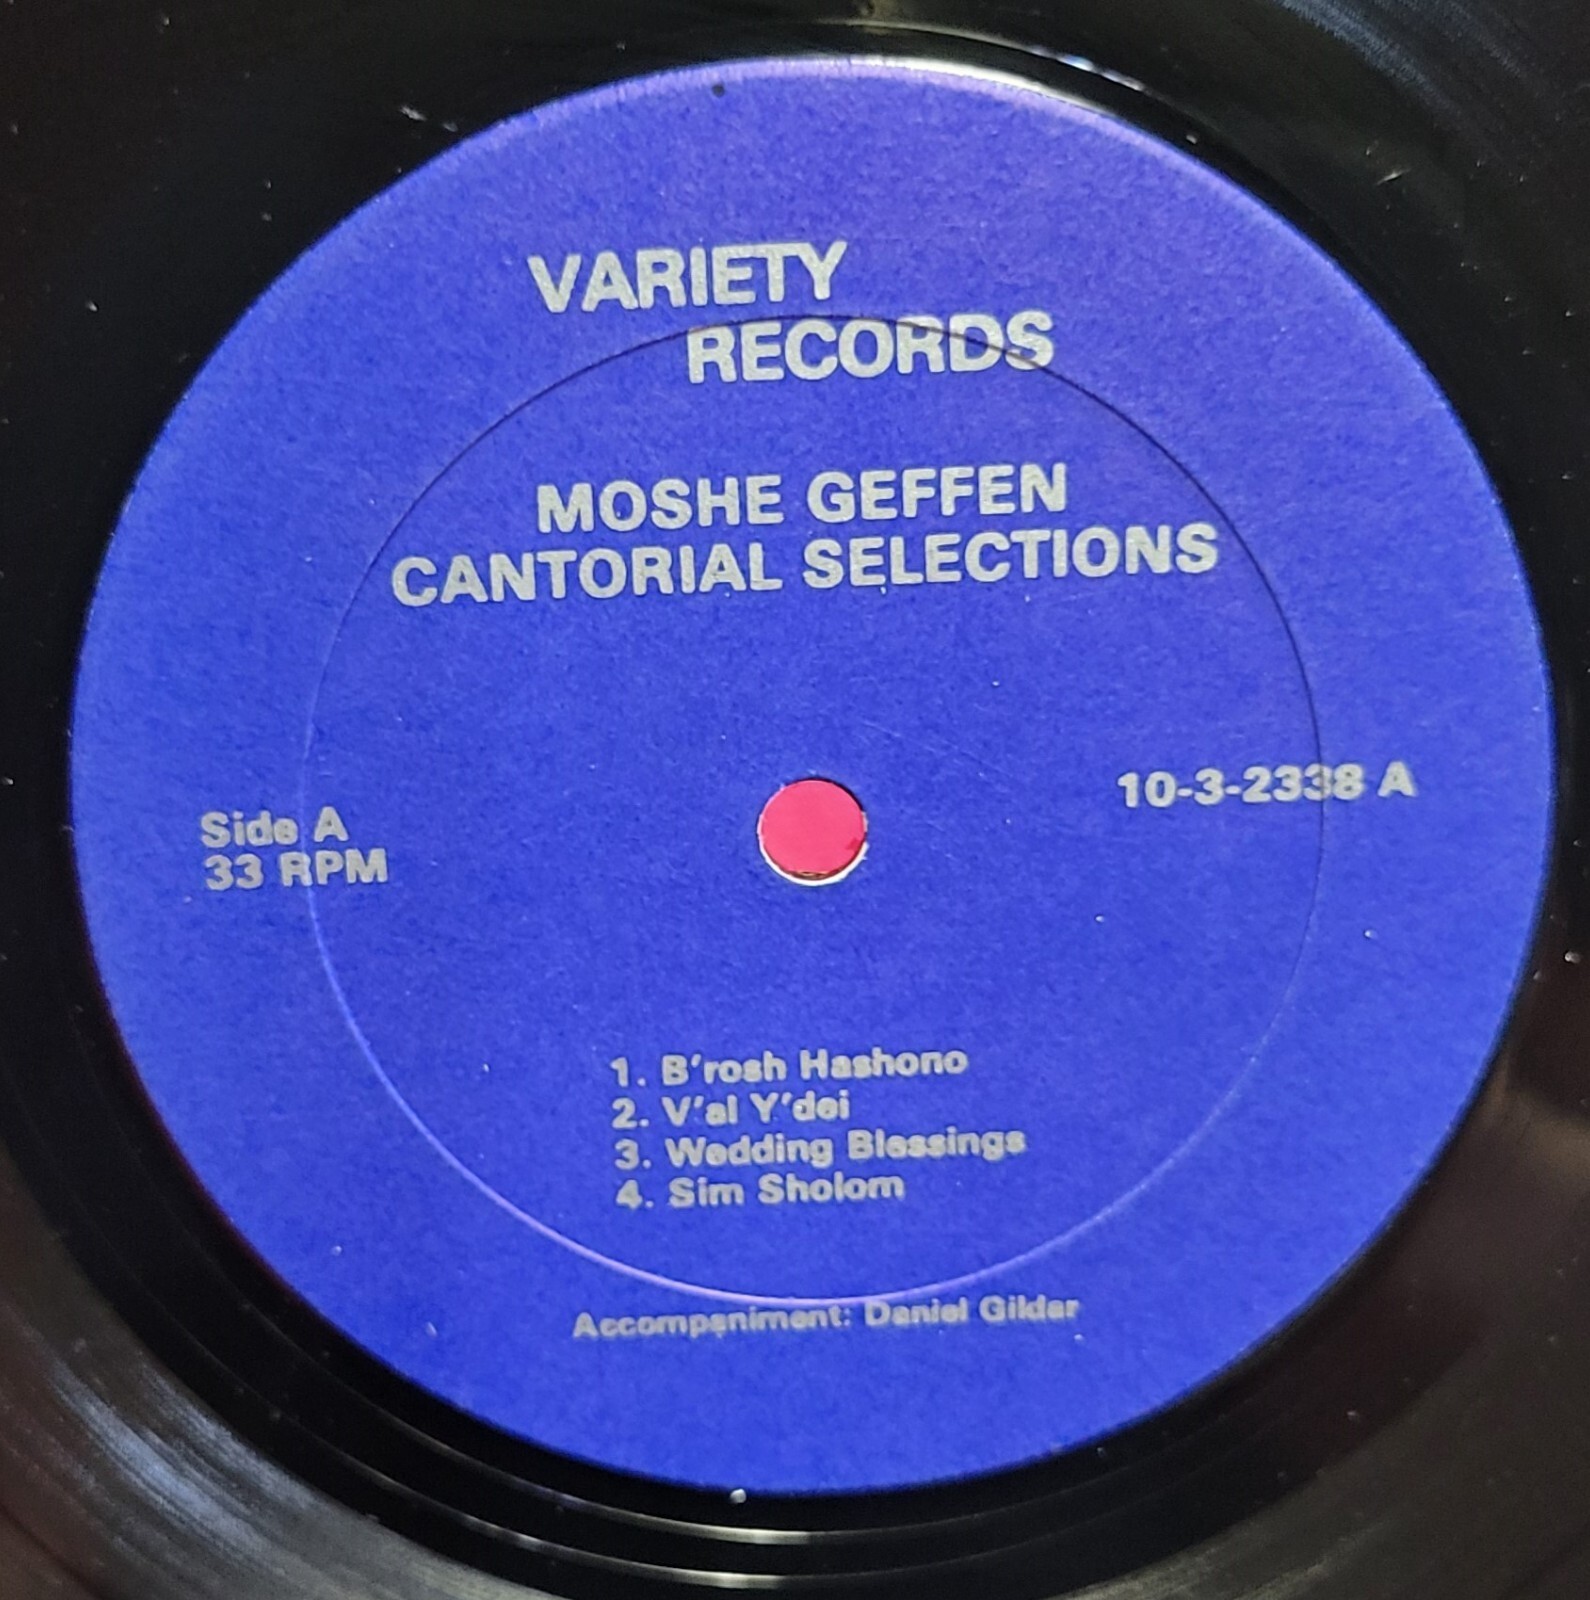 VARIETY
RECORDS
MOSHE GEFFEN
CANTORIAL SELECTIONS
Side A
33 RPM
10-3-2338 A
1. B'rosh Hashono
2. V'al Y'dei
3. Wedding Blessings
4. Sim Sholom
Accompaniment: Daniel Gildar